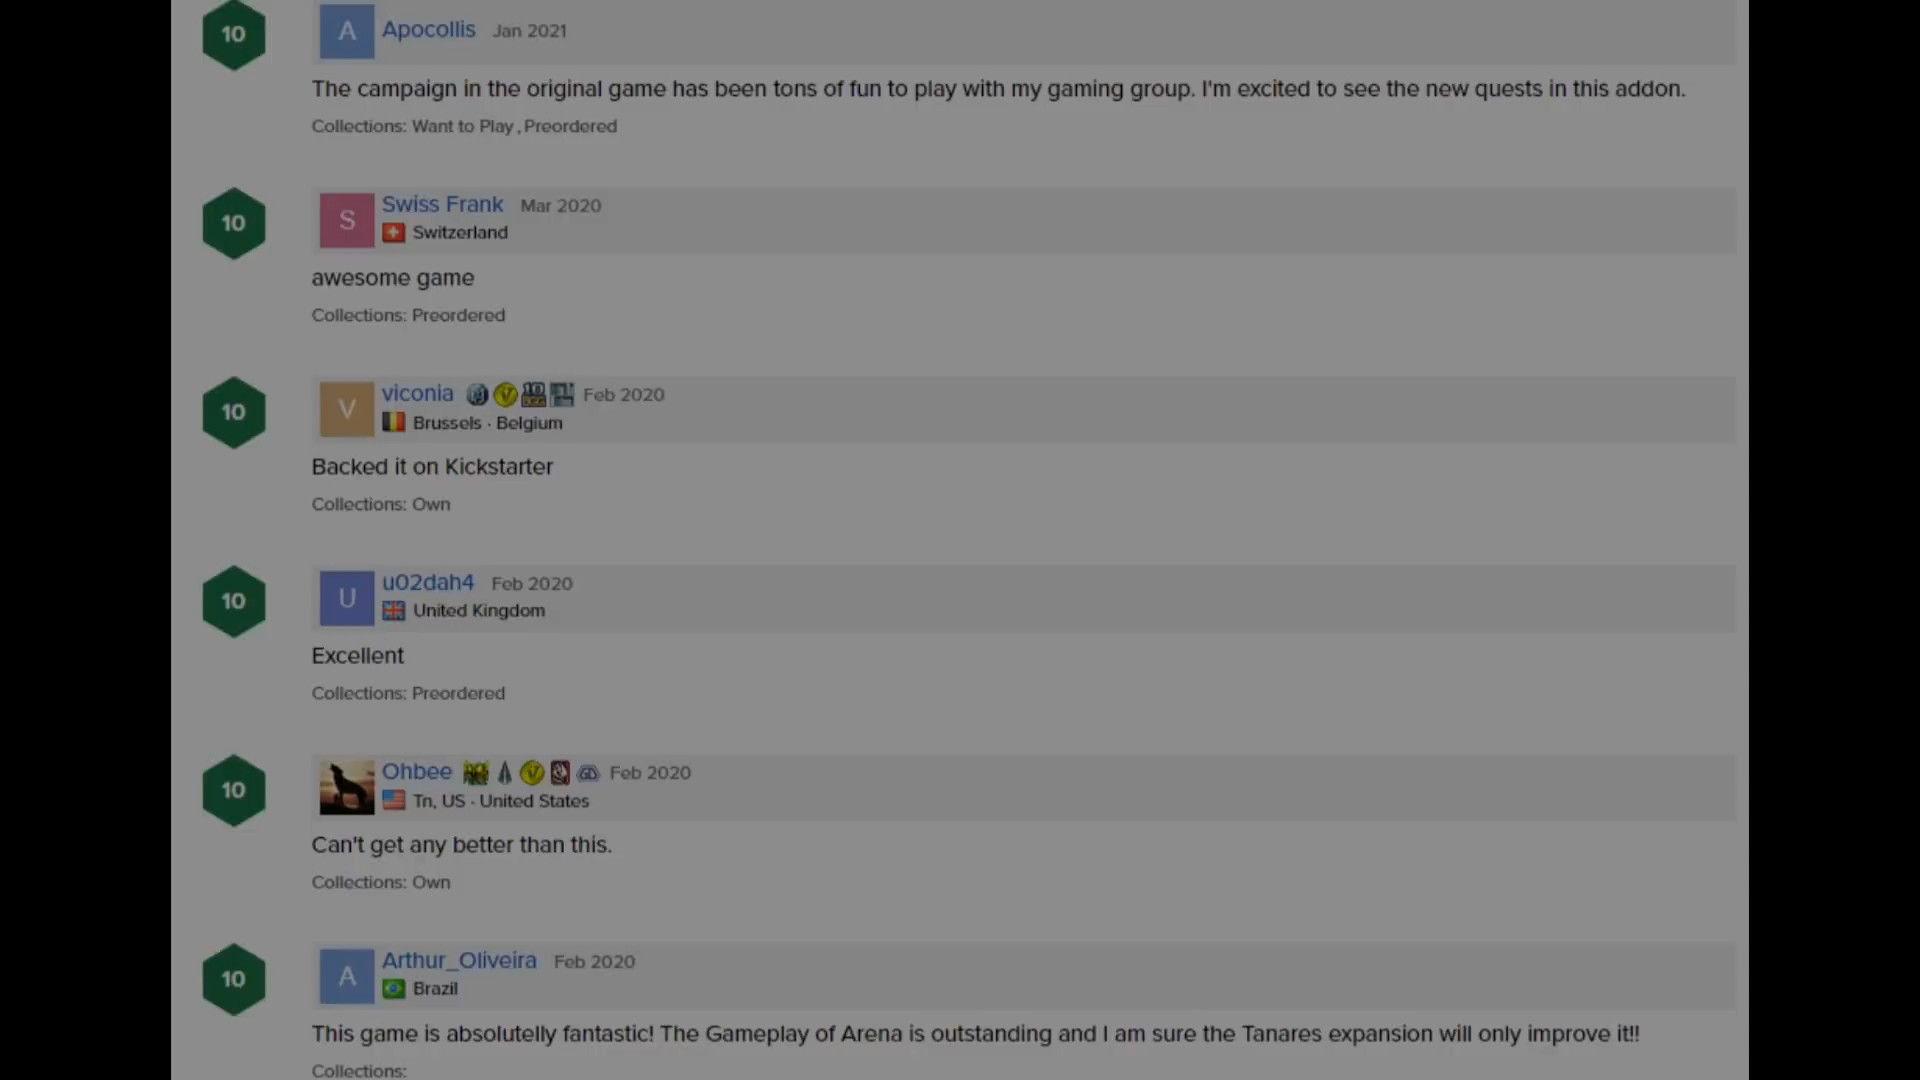 10
A
Apocollis Jan 2021
The campaign in the original game has been tons of fun to play with my gaming group. I'm excited to see the new quests in this addon.
Collections: Want to Play , Preordered
10
S
Swiss Frank Mar 2020
Switzerland
awesome game
Collections: Preordered
10
V
viconia Feb 2020
Brussels · Belgium
Backed it on Kickstarter
Collections: Own
10
U
u02dah4 Feb 2020
United Kingdom
Excellent
Collections: Preordered
10
Ohbee Feb 2020
Tn, US · United States
Can't get any better than this.
Collections: Own
10
A
Arthur_Oliveira Feb 2020
Brazil
This game is absolutelly fantastic! The Gameplay of Arena is outstanding and I am sure the Tanares expansion will only improve it!!
Collections: